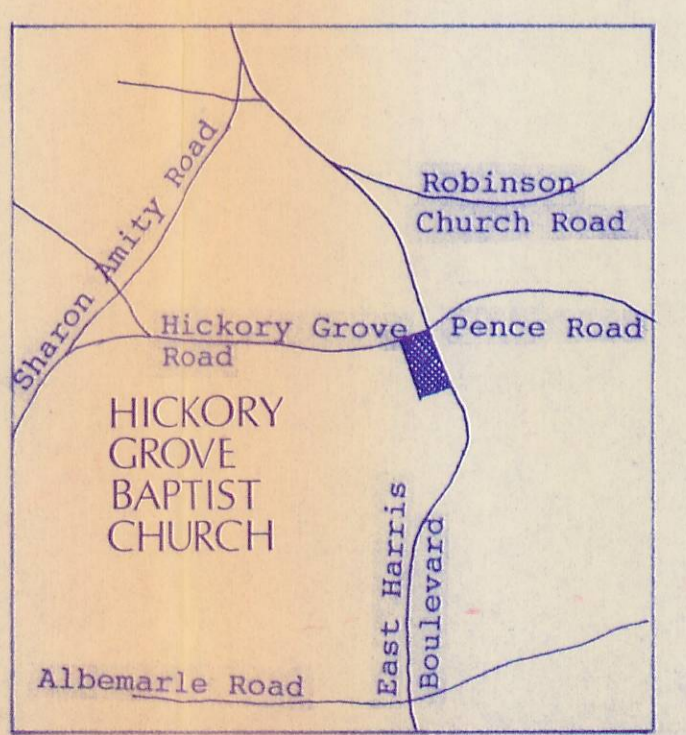 Sharon Amity Road
Robinson
Church Road
Hickory Grove
Road
Pence Road
HICKORY
GROVE
BAPTIST
CHURCH
East Harris
Boulevard
Albemarle Road